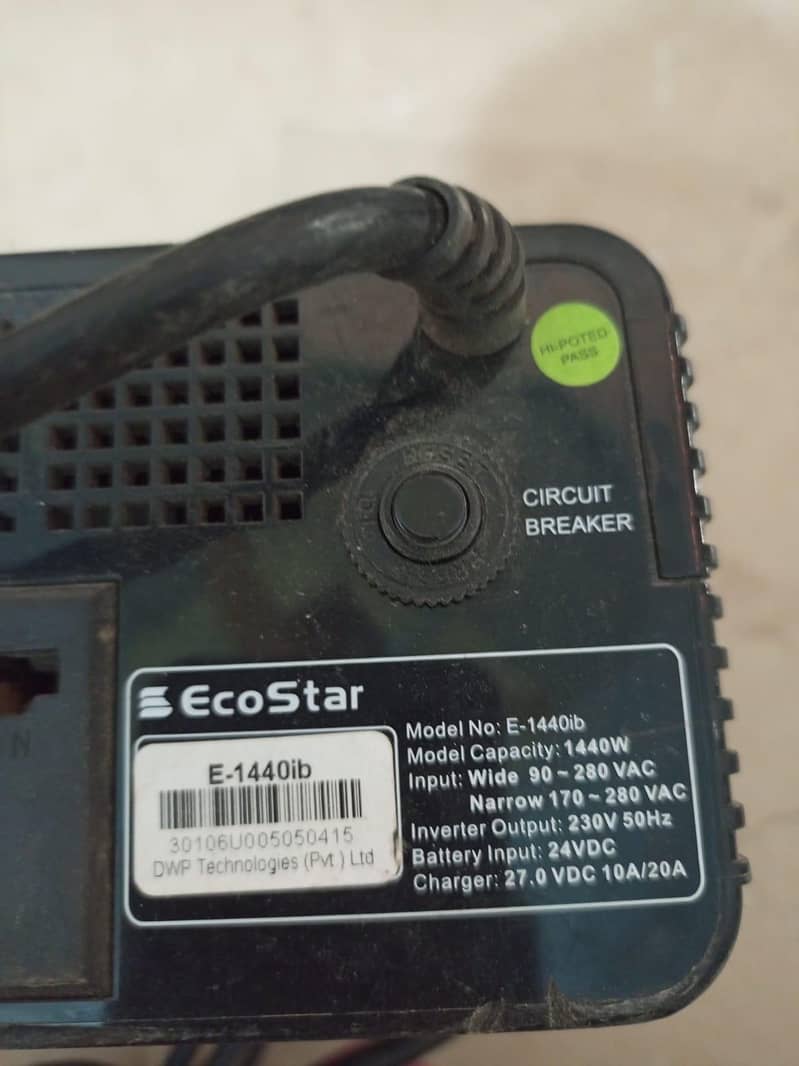 HI-POTED
PASS
RESET
CIRCUIT
BREAKER
N
EcoStar
E-1440ib
30106U005050415
DWP Technologies (Pvt) Ltd
Model No: E-1440ib
Model Capacity: 1440W
Input: Wide 90 ~ 280 VAC
Narrow 170 ~ 280 VAC
Inverter Output: 230V 50Hz
Battery Input: 24VDC
Charger: 27.0 VDC 10A/20A